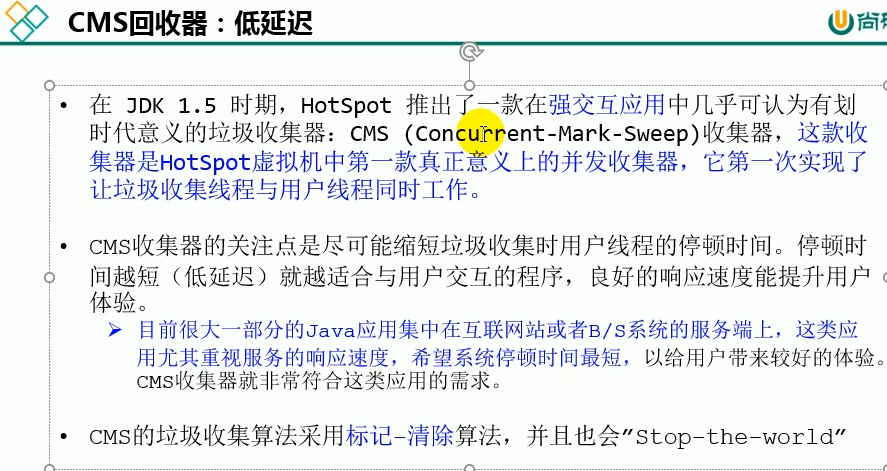 CMS回收器：低延迟
• 在 JDK 1.5 时期，HotSpot 推出了一款在强交互应用中几乎可认为有划
时代意义的垃圾收集器：CMS (Concurrent-Mark-Sweep)收集器，这款收
集器是HotSpot虚拟机中第一款真正意义上的并发收集器，它第一次实现了
让垃圾收集线程与用户线程同时工作。
• CMS收集器的关注点是尽可能缩短垃圾收集时用户线程的停顿时间。停顿时
间越短（低延迟）就越适合与用户交互的程序，良好的响应速度能提升用户
体验。
➢ 目前很大一部分的Java应用集中在互联网站或者B/S系统的服务端上，这类应
用尤其重视服务的响应速度，希望系统停顿时间最短，以给用户带来较好的体验。
CMS收集器就非常符合这类应用的需求。
• CMS的垃圾收集算法采用标记-清除算法，并且也会”Stop-the-world”